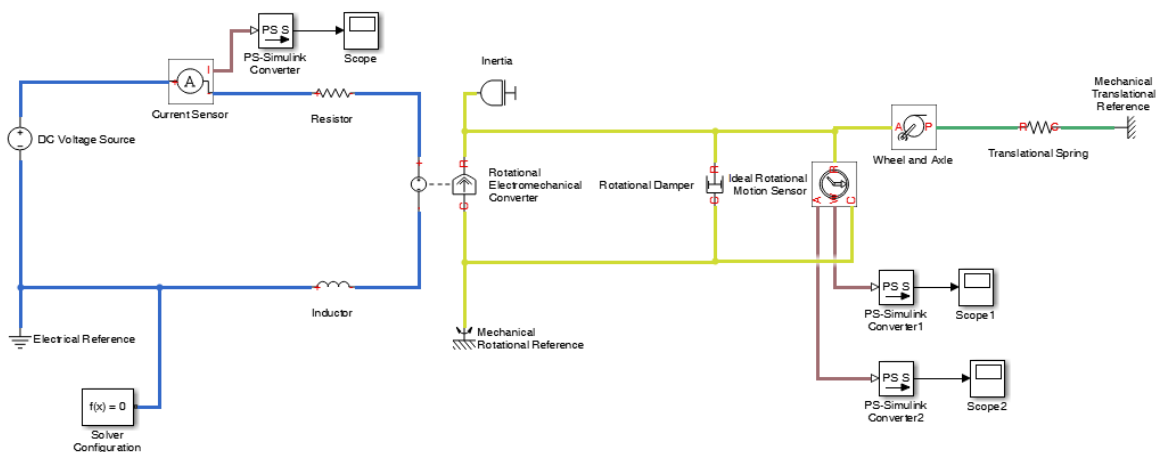 PS S
PS-Simulink
Converter
Scope
A
I
+
Current Sensor
+
Resistor
Inertia
DC Voltage Source
+
R
C
Rotational
Electromechanical
Converter
Rotational Damper
R
C
Ideal Rotational
Motion Sensor
R
A
W
C
A
P
Wheel and Axle
R
C
Translational Spring
Mechanical
Translational
Reference
+
Inductor
Electrical Reference
Mechanical
Rotational Reference
f(x) = 0
Solver
Configuration
PS S
PS-Simulink
Converter1
Scope1
PS S
PS-Simulink
Converter2
Scope2